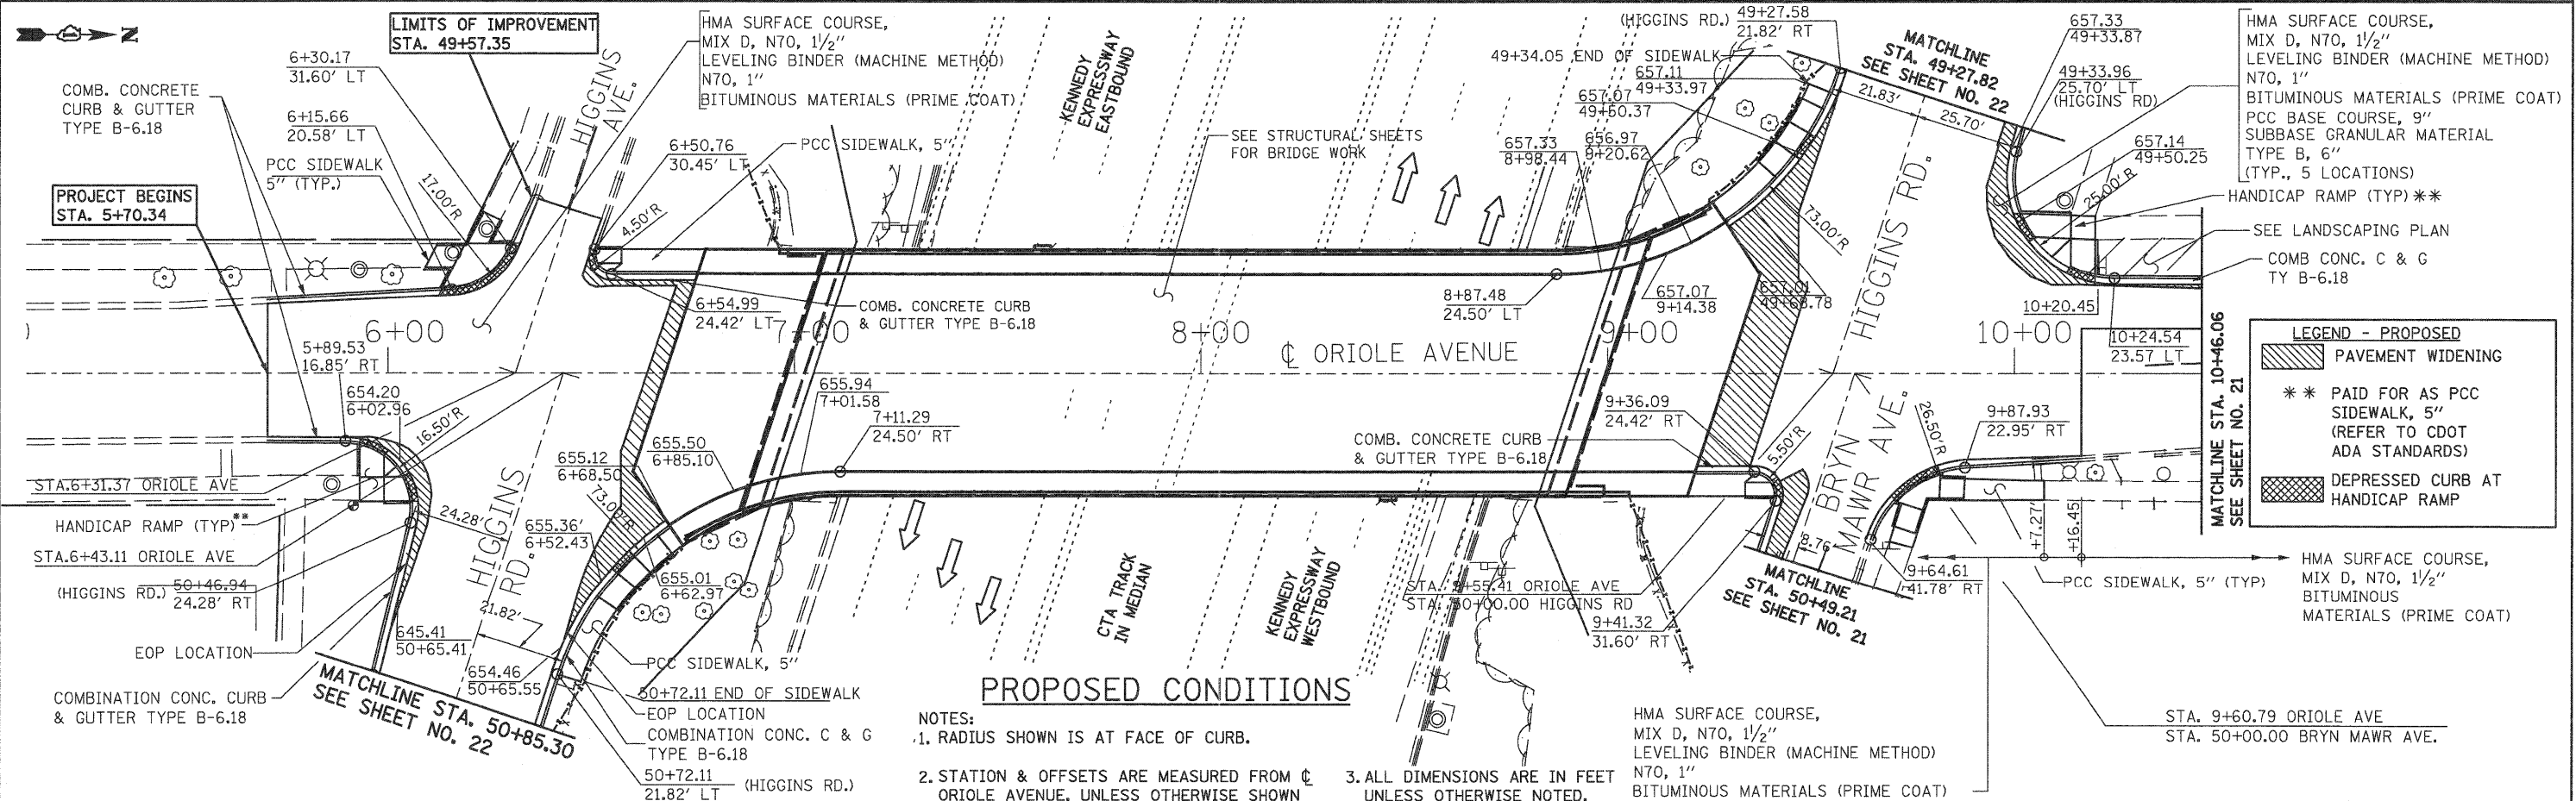 LIMITS OF IMPROVEMENT
STA. 49+57.35
HMA SURFACE COURSE,
MIX D, N70, 1½"
LEVELING BINDER (MACHINE METHOD)
N70, 1"
BITUMINOUS MATERIALS (PRIME COAT)
N
6+30.17
31.60' LT
COMB. CONCRETE
CURB & GUTTER
TYPE B-6.18
6+15.66
20.58' LT
PCC SIDEWALK
5" (TYP.)
PROJECT BEGINS
STA. 5+70.34
17.00'R
HIGGINS
AVE.
4.50'R
6+50.76
30.45' LT
PCC SIDEWALK, 5"
KENNEDY
EXPRESSWAY
EASTBOUND
SEE STRUCTURAL SHEETS
FOR BRIDGE WORK
(HIGGINS RD.) 49+27.58
21.82' RT
49+34.05 END OF SIDEWALK
657.11
49+33.97
657.07
49+60.37
657.33
8+98.44
656.97
9+20.62
MATCHLINE
STA. 49+27.82
SEE SHEET NO. 22
21.83'
25.70'
657.33
49+33.87
49+33.96
25.70' LT
(HIGGINS RD)
657.14
49+50.25
25.00'R
HMA SURFACE COURSE,
MIX D, N70, 1½"
LEVELING BINDER (MACHINE METHOD)
N70, 1"
BITUMINOUS MATERIALS (PRIME COAT)
PCC BASE COURSE, 9"
SUBBASE GRANULAR MATERIAL
TYPE B, 6"
(TYP., 5 LOCATIONS)
HANDICAP RAMP (TYP) **
SEE LANDSCAPING PLAN
COMB CONC. C & G
TY B-6.18
73.00'R
HIGGINS RD.
6+54.99
24.42' LT
COMB. CONCRETE CURB
& GUTTER TYPE B-6.18
8+87.48
24.50' LT
657.07
9+14.38
657.01
49+68.78
10+20.45
10+24.54
23.57 LT
6+00
7+00
8+00
9+00
10+00
℄ ORIOLE AVENUE
MATCHLINE STA. 10+46.06
SEE SHEET NO. 21
LEGEND - PROPOSED
PAVEMENT WIDENING
** PAID FOR AS PCC
SIDEWALK, 5"
(REFER TO CDOT
ADA STANDARDS)
DEPRESSED CURB AT
HANDICAP RAMP
5+89.53
16.85' RT
654.20
6+02.96
16.50'R
655.94
7+01.58
7+11.29
24.50' RT
655.50
6+85.10
655.12
6+68.50
73.00'R
9+36.09
24.42' RT
COMB. CONCRETE CURB
& GUTTER TYPE B-6.18
5.50'R
BRYN
MAWR AVE.
26.50'R
9+87.93
22.95' RT
STA.6+31.37 ORIOLE AVE
HANDICAP RAMP (TYP)**
STA.6+43.11 ORIOLE AVE
(HIGGINS RD.) 50+46.94
24.28' RT
24.28'
HIGGINS
RD.
655.36'
6+52.43
655.01
6+62.97
21.82'
EOP LOCATION
COMBINATION CONC. CURB
& GUTTER TYPE B-6.18
645.41
50+65.41
654.46
50+65.55
MATCHLINE STA. 50+85.30
SEE SHEET NO. 22
PCC SIDEWALK, 5"
50+72.11 END OF SIDEWALK
EOP LOCATION
COMBINATION CONC. C & G
TYPE B-6.18
50+72.11 (HIGGINS RD.)
21.82' LT
CTA TRACK
IN MEDIAN
KENNEDY
EXPRESSWAY
WESTBOUND
ORIOLE AVE
STA. 50+00.00 HIGGINS RD
9+41.32
31.60' RT
MATCHLINE
STA. 50+49.21
SEE SHEET NO. 21
9+64.61
41.78' RT
+7.27'
+16.45'
PCC SIDEWALK, 5" (TYP)
HMA SURFACE COURSE,
MIX D, N70, 1½"
BITUMINOUS
MATERIALS (PRIME COAT)
PROPOSED CONDITIONS
NOTES:
1. RADIUS SHOWN IS AT FACE OF CURB.
2. STATION & OFFSETS ARE MEASURED FROM ℄
ORIOLE AVENUE, UNLESS OTHERWISE SHOWN
3. ALL DIMENSIONS ARE IN FEET
UNLESS OTHERWISE NOTED.
HMA SURFACE COURSE,
MIX D, N70, 1½"
LEVELING BINDER (MACHINE METHOD)
N70, 1"
BITUMINOUS MATERIALS (PRIME COAT)
STA. 9+60.79 ORIOLE AVE
STA. 50+00.00 BRYN MAWR AVE.